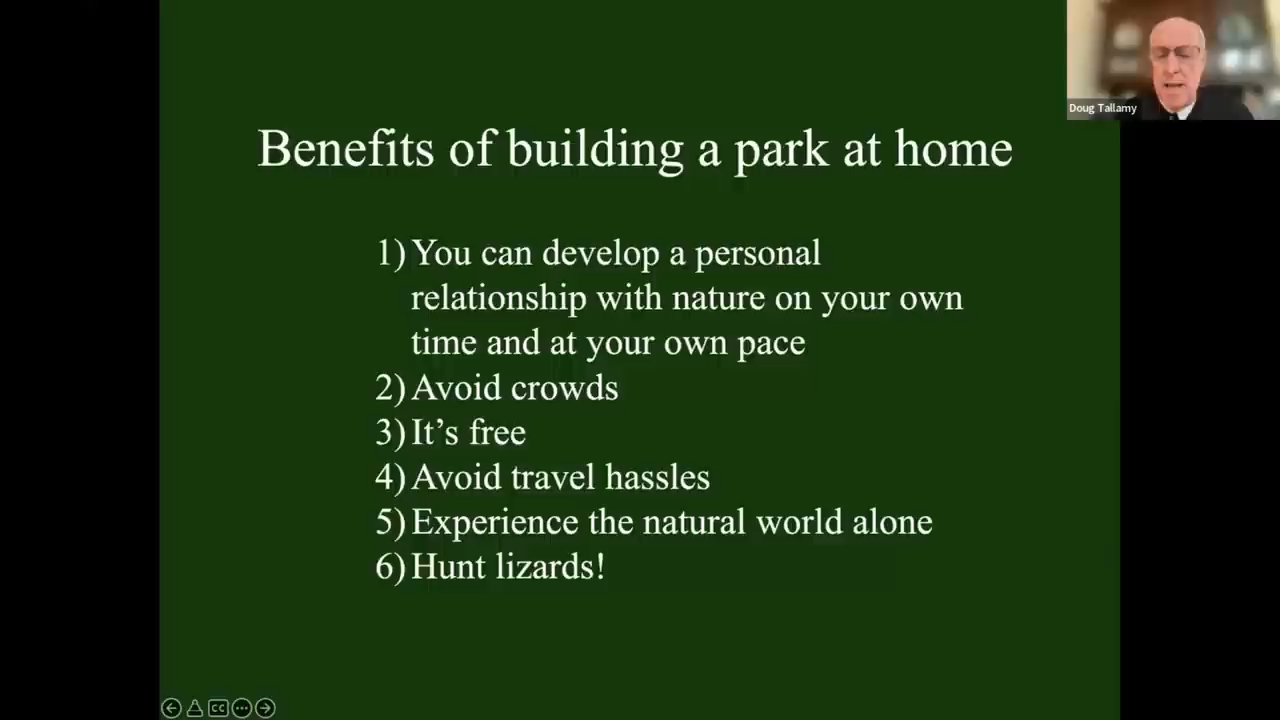 Doug Tallamy
Benefits of building a park at home
1) You can develop a personal
relationship with nature on your own
time and at your own pace
2) Avoid crowds
3) It’s free
4) Avoid travel hassles
5) Experience the natural world alone
6) Hunt lizards!
CC